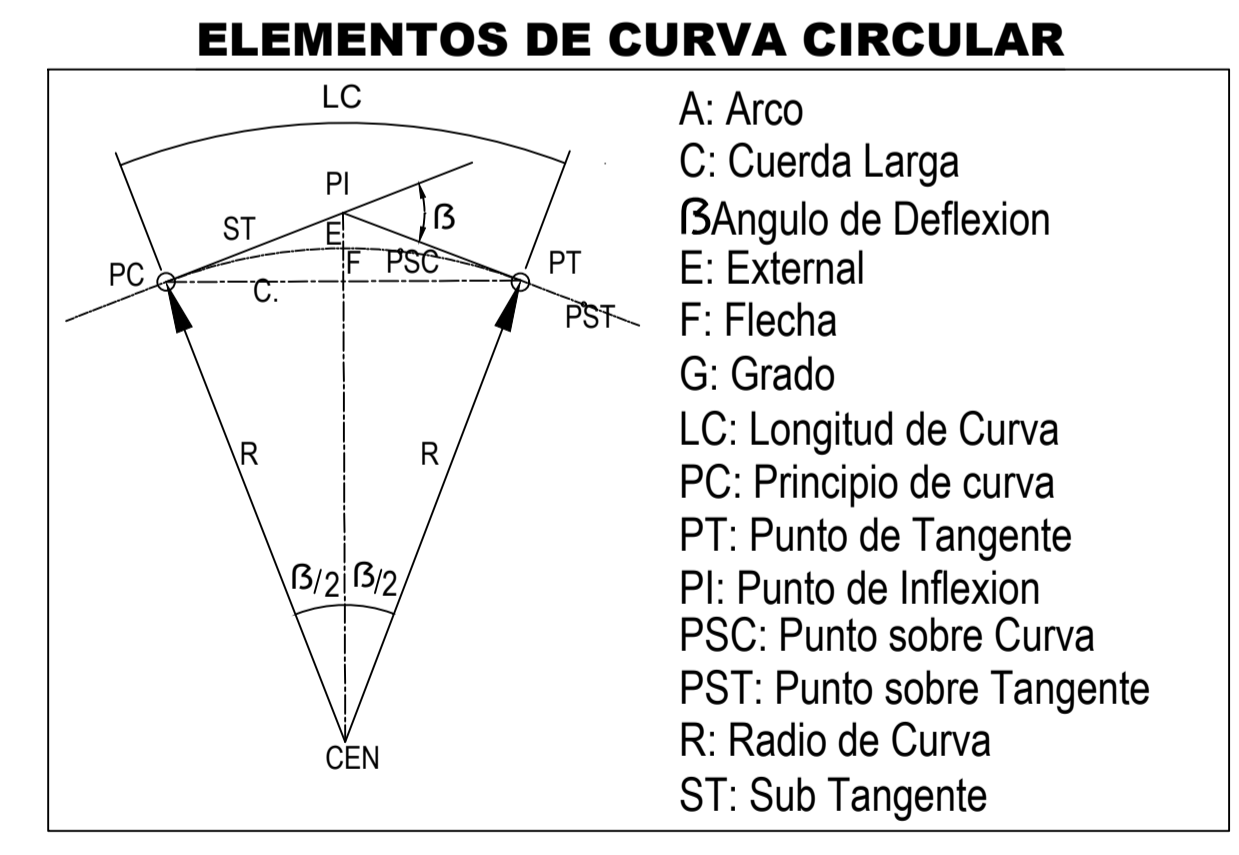 ELEMENTOS DE CURVA CIRCULAR
LC
PI
ST
ß
E
PC
F
PSC
PT
C.
PST
R
R
ß/2
ß/2
CEN
A: Arco
C: Cuerda Larga
ßAngulo de Deflexion
E: External
F: Flecha
G: Grado
LC: Longitud de Curva
PC: Principio de curva
PT: Punto de Tangente
PI: Punto de Inflexion
PSC: Punto sobre Curva
PST: Punto sobre Tangente
R: Radio de Curva
ST: Sub Tangente